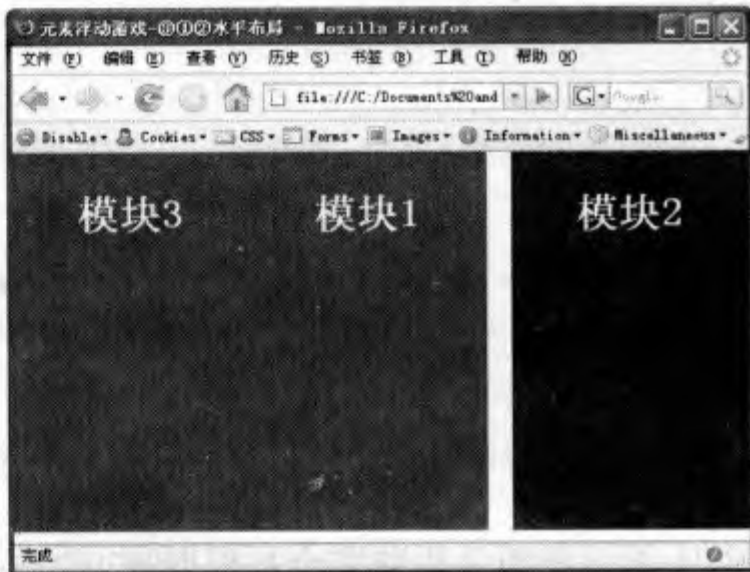 元素浮动游戏-③①②水平布局 - Mozilla Firefox
文件 (F) 编辑 (E) 查看 (V) 历史 (S) 书签 (B) 工具 (T) 帮助 (H)
file:///C:/Documents%20and
Disable Cookies CSS Forms Images Information Miscellaneous
模块3 模块1 模块2
完成